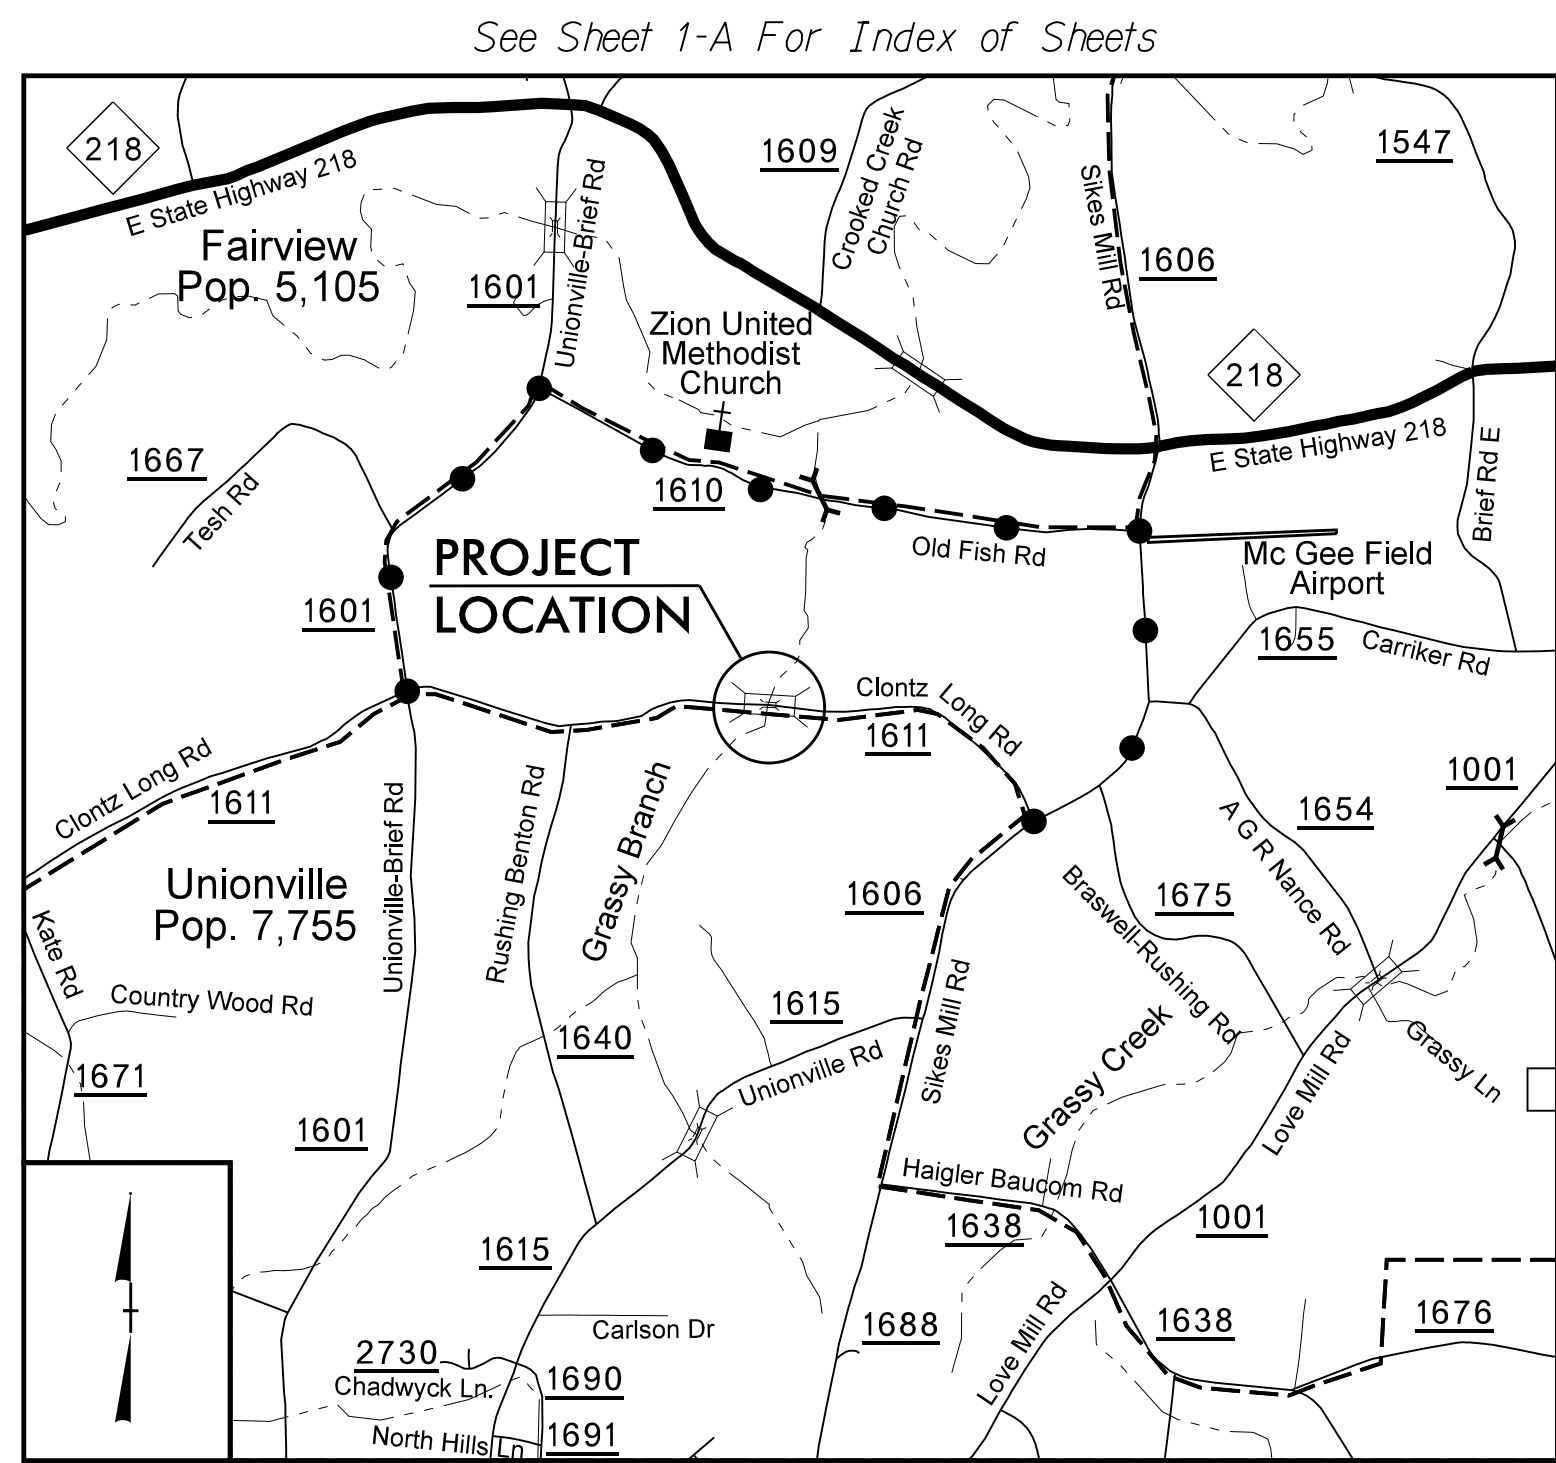 See Sheet 1-A For Index of Sheets
218
E State Highway 218
Fairview
Pop. 5,105
1601
Unionville-Brief Rd
1609
Crooked Creek
Church Rd
Sikes Mill Rd
1606
1547
Zion United
Methodist
Church
218
E State Highway 218
Brief Rd E
1667
Tesh Rd
1610
Old Fish Rd
Mc Gee Field
Airport
PROJECT
LOCATION
1601
1655
Carriker Rd
Clontz Long Rd
1611
Clontz Long Rd
1611
Unionville-Brief Rd
Rushing Benton Rd
Grassy Branch
1001
1654
A G R Nance Rd
Unionville
Pop. 7,755
1606
Braswell-Rushing Rd
1675
Kate Rd
Country Wood Rd
1615
Sikes Mill Rd
1640
Unionville Rd
Grassy Creek
Grassy Ln
Love Mill Rd
1671
1601
Haigler Baucom Rd
1638
1001
1615
Carlson Dr
1688
Love Mill Rd
1638
1676
2730
Chadwyck Ln.
1690
North Hills Ln
1691